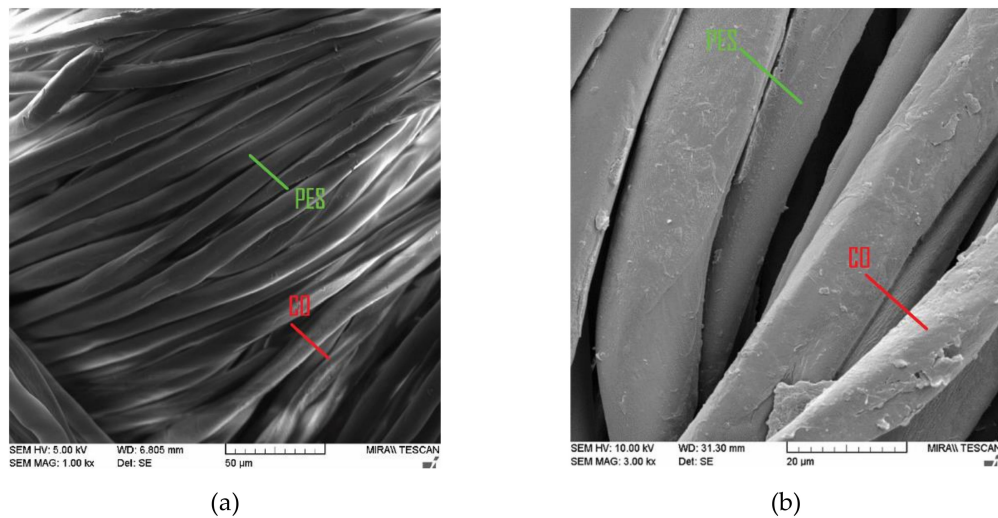 PES
CO
SEM HV: 5.00 kV WD: 6.805 mm MIRA\\ TESCAN
SEM MAG: 1.00 kx Det: SE 50 µm
(a)
PES
CO
SEM HV: 10.00 kV WD: 31.30 mm MIRA\\ TESCAN
SEM MAG: 3.00 kx Det: SE 20 µm
(b)